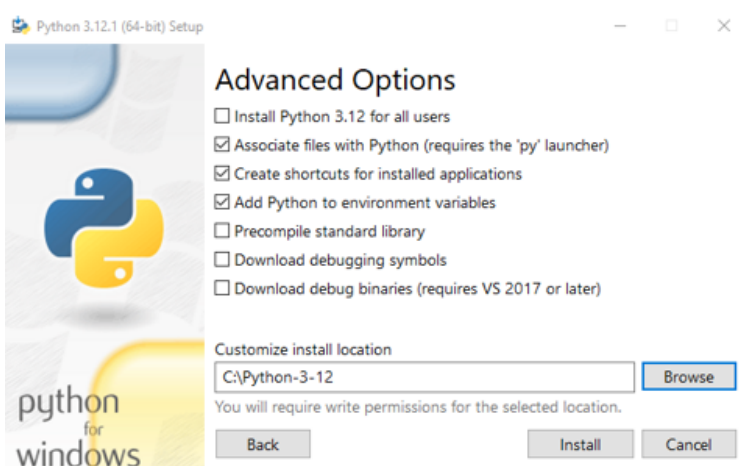 Python 3.12.1 (64-bit) Setup
Advanced Options
Install Python 3.12 for all users
Associate files with Python (requires the 'py' launcher)
Create shortcuts for installed applications
Add Python to environment variables
Precompile standard library
Download debugging symbols
Download debug binaries (requires VS 2017 or later)
Customize install location
C:\Python-3-12
Browse
You will require write permissions for the selected location.
python
for
windows
Back
Install
Cancel